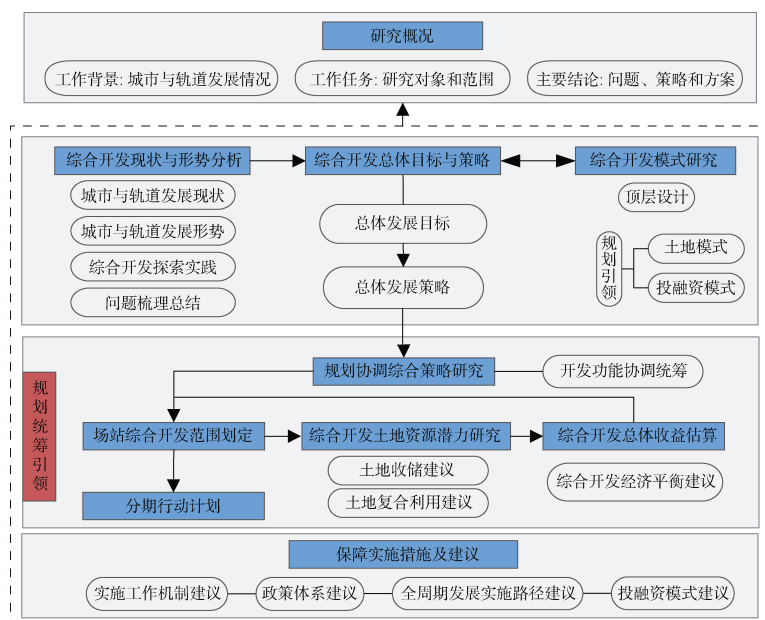 研究概况
工作背景: 城市与轨道发展情况
工作任务: 研究对象和范围
主要结论: 问题、策略和方案
综合开发现状与形势分析
综合开发总体目标与策略
综合开发模式研究
城市与轨道发展现状
城市与轨道发展形势
综合开发探索实践
问题梳理总结
总体发展目标
总体发展策略
顶层设计
规划引领
土地模式
投融资模式
规划统筹引领
规划协调综合策略研究
开发功能协调统筹
场站综合开发范围划定
综合开发土地资源潜力研究
综合开发总体收益估算
分期行动计划
土地收储建议
土地复合利用建议
综合开发经济平衡建议
保障实施措施及建议
实施工作机制建议
政策体系建议
全周期发展实施路径建议
投融资模式建议